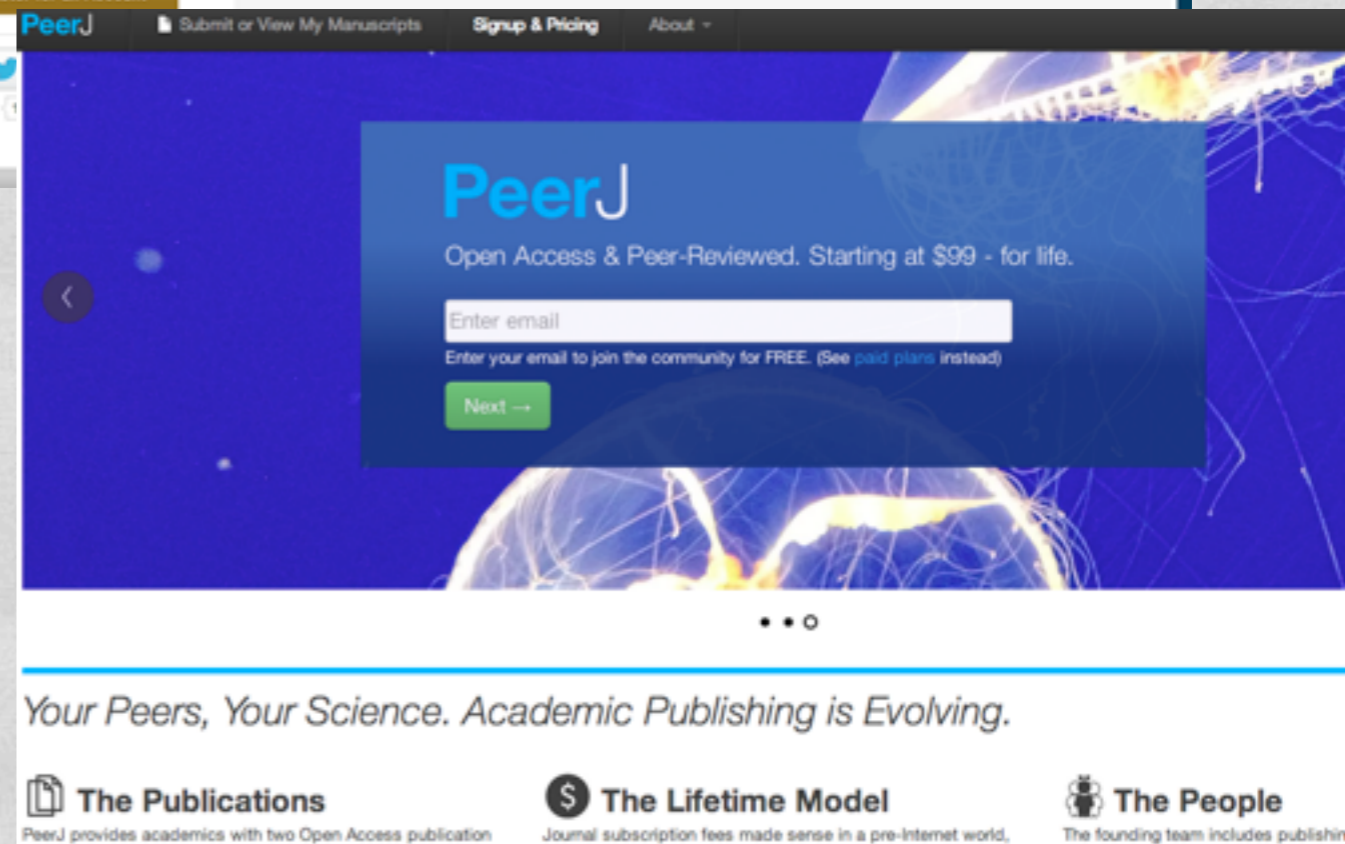 PeerJ
Submit or View My Manuscripts
Signup & Pricing
About
PeerJ
Open Access & Peer-Reviewed. Starting at $99 - for life.
Enter email
Enter your email to join the community for FREE. (See paid plans instead)
Next →
Your Peers, Your Science. Academic Publishing is Evolving.
The Publications
PeerJ provides academics with two Open Access publication
The Lifetime Model
Journal subscription fees made sense in a pre-Internet world,
The People
The founding team includes